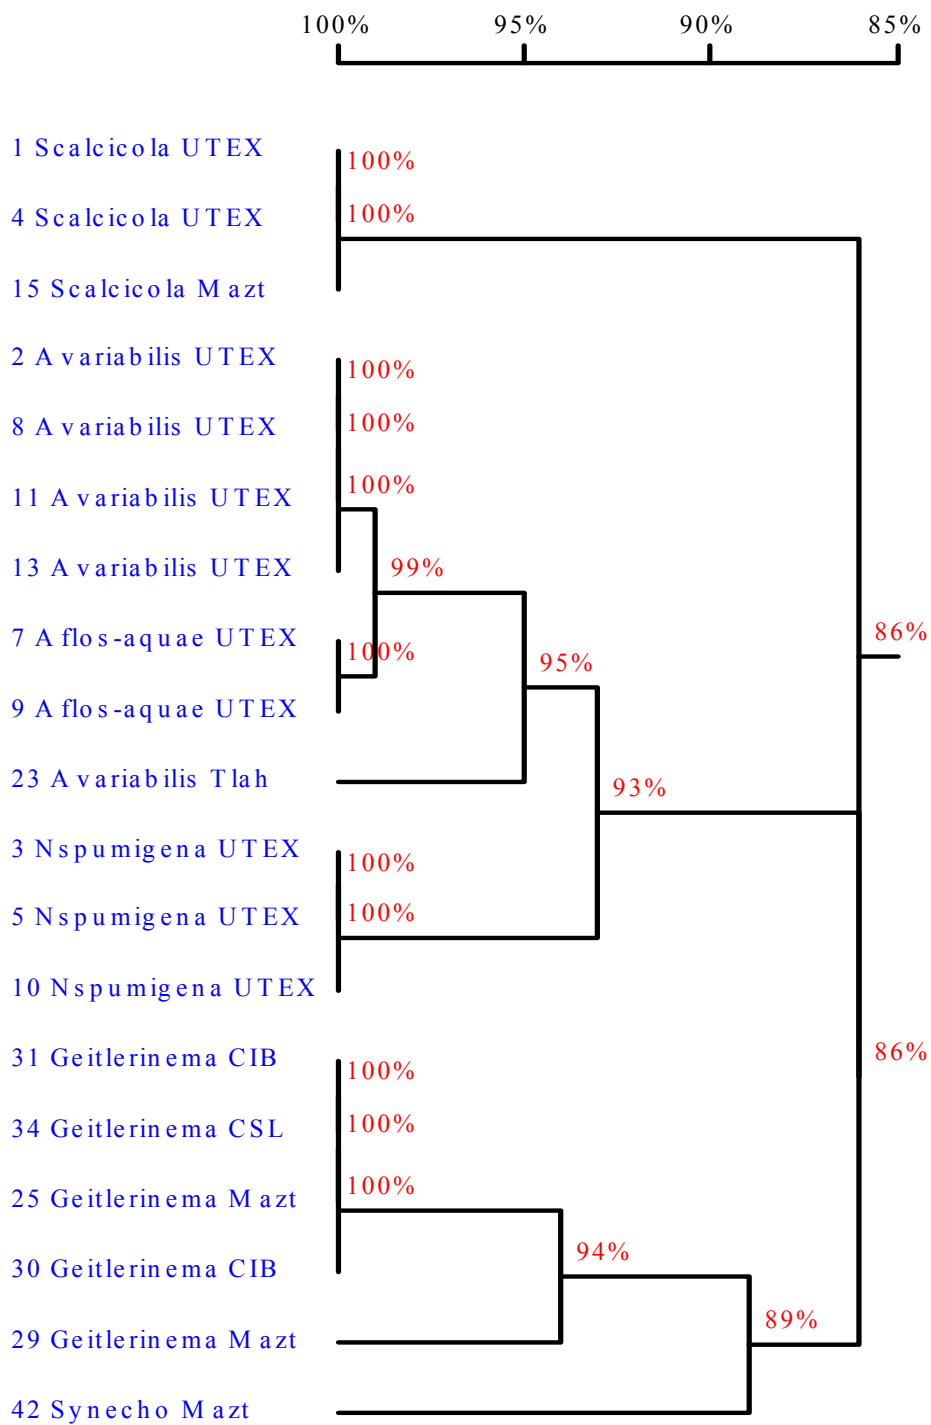 100% 95% 90% 85%
1 Scalcicola UTEX
100%
4 Scalcicola UTEX 100%
15 Scalcicola Mazt
2 A variabilis UTEX
100%
8 A variabilis UTEX 100%
11 A variabilis UTEX 100%
13 A variabilis UTEX 99%
7 A flos-aquae UTEX 86%
100% 95%
9 A flos-aquae UTEX
23 A variabilis Tlah 93%
3 Nspumigena UTEX
100%
5 Nspumigena UTEX 100%
10 Nspumigena UTEX
31 Geitlerinema CIB 86%
100%
34 Geitlerinema CSL 100%
25 Geitlerinema Mazt 100%
94%
30 Geitlerinema CIB
89%
29 Geitlerinema Mazt
42 Synecho Mazt